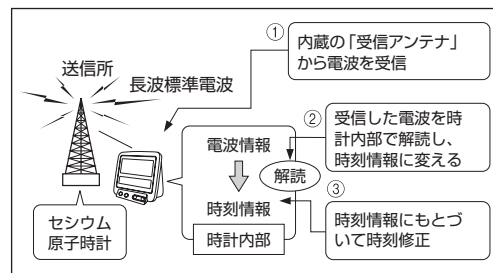 ①
内蔵の「受信アンテナ」
から電波を受信
送信所
長波標準電波
②
受信した電波を時
計内部で解読し、
時刻情報に変える
電波情報
解読
時刻情報
時計内部
③
時刻情報にもとづ
いて時刻修正
セシウム
原子時計